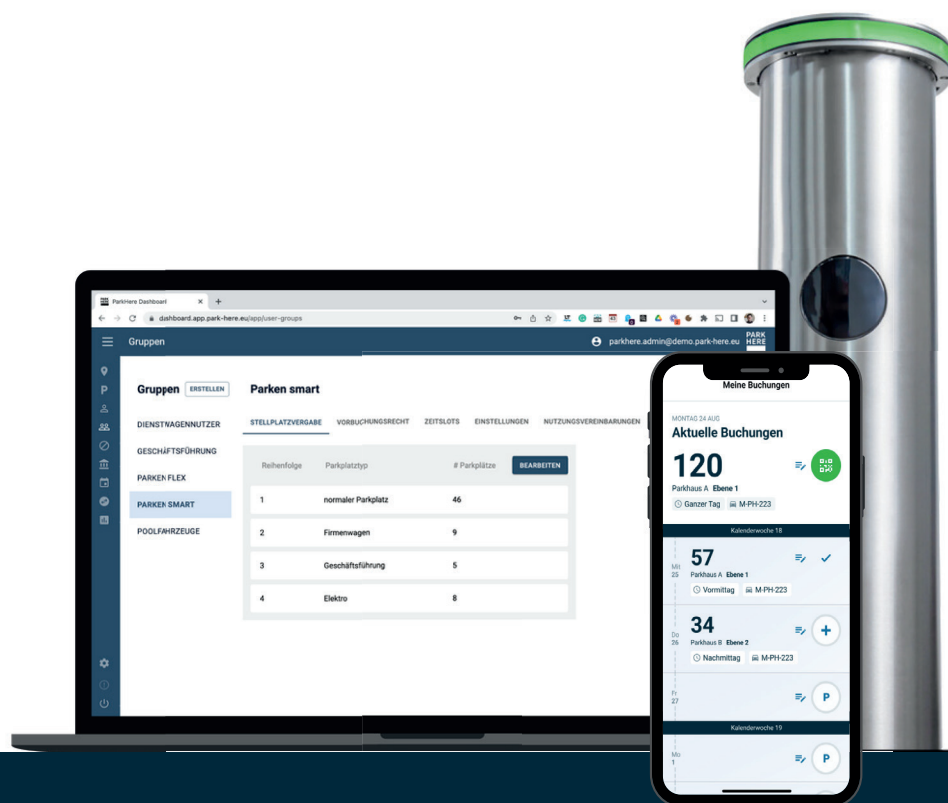 ParkHere Dashboard
dashboard.app.park-here.eu/app/user-groups
Gruppen
parkhere.admin@demo.park-here.eu
PARK
HERE
Gruppen
ERSTELLEN
DIENSTWAGENNUTZER
GESCHÄFTSFÜHRUNG
PARKEN FLEX
PARKEN SMART
POOLFAHRZEUGE
Parken smart
STELLPLATZVERGABE VORBUCHUNGSRECHT ZEITSLOTS EINSTELLUNGEN NUTZUNGSVEREINBARUNGEN
Reihenfolge Parkplatztyp # Parkplätze BEARBEITEN
1 normaler Parkplatz 46
2 Firmenwagen 9
3 Geschäftsführung 5
4 Elektro 8
Meine Buchungen
MONTAG 24 AUG
Aktuelle Buchungen
120
Parkhaus A Ebene 1
Ganzer Tag M-PH-223
Kalenderwoche 18
Mit
25
57
Parkhaus A Ebene 1
Vormittag M-PH-223
Do
26
34
Parkhaus B Ebene 2
Nachmittag M-PH-223
Fr
27
P
Kalenderwoche 19
Mo
1
P